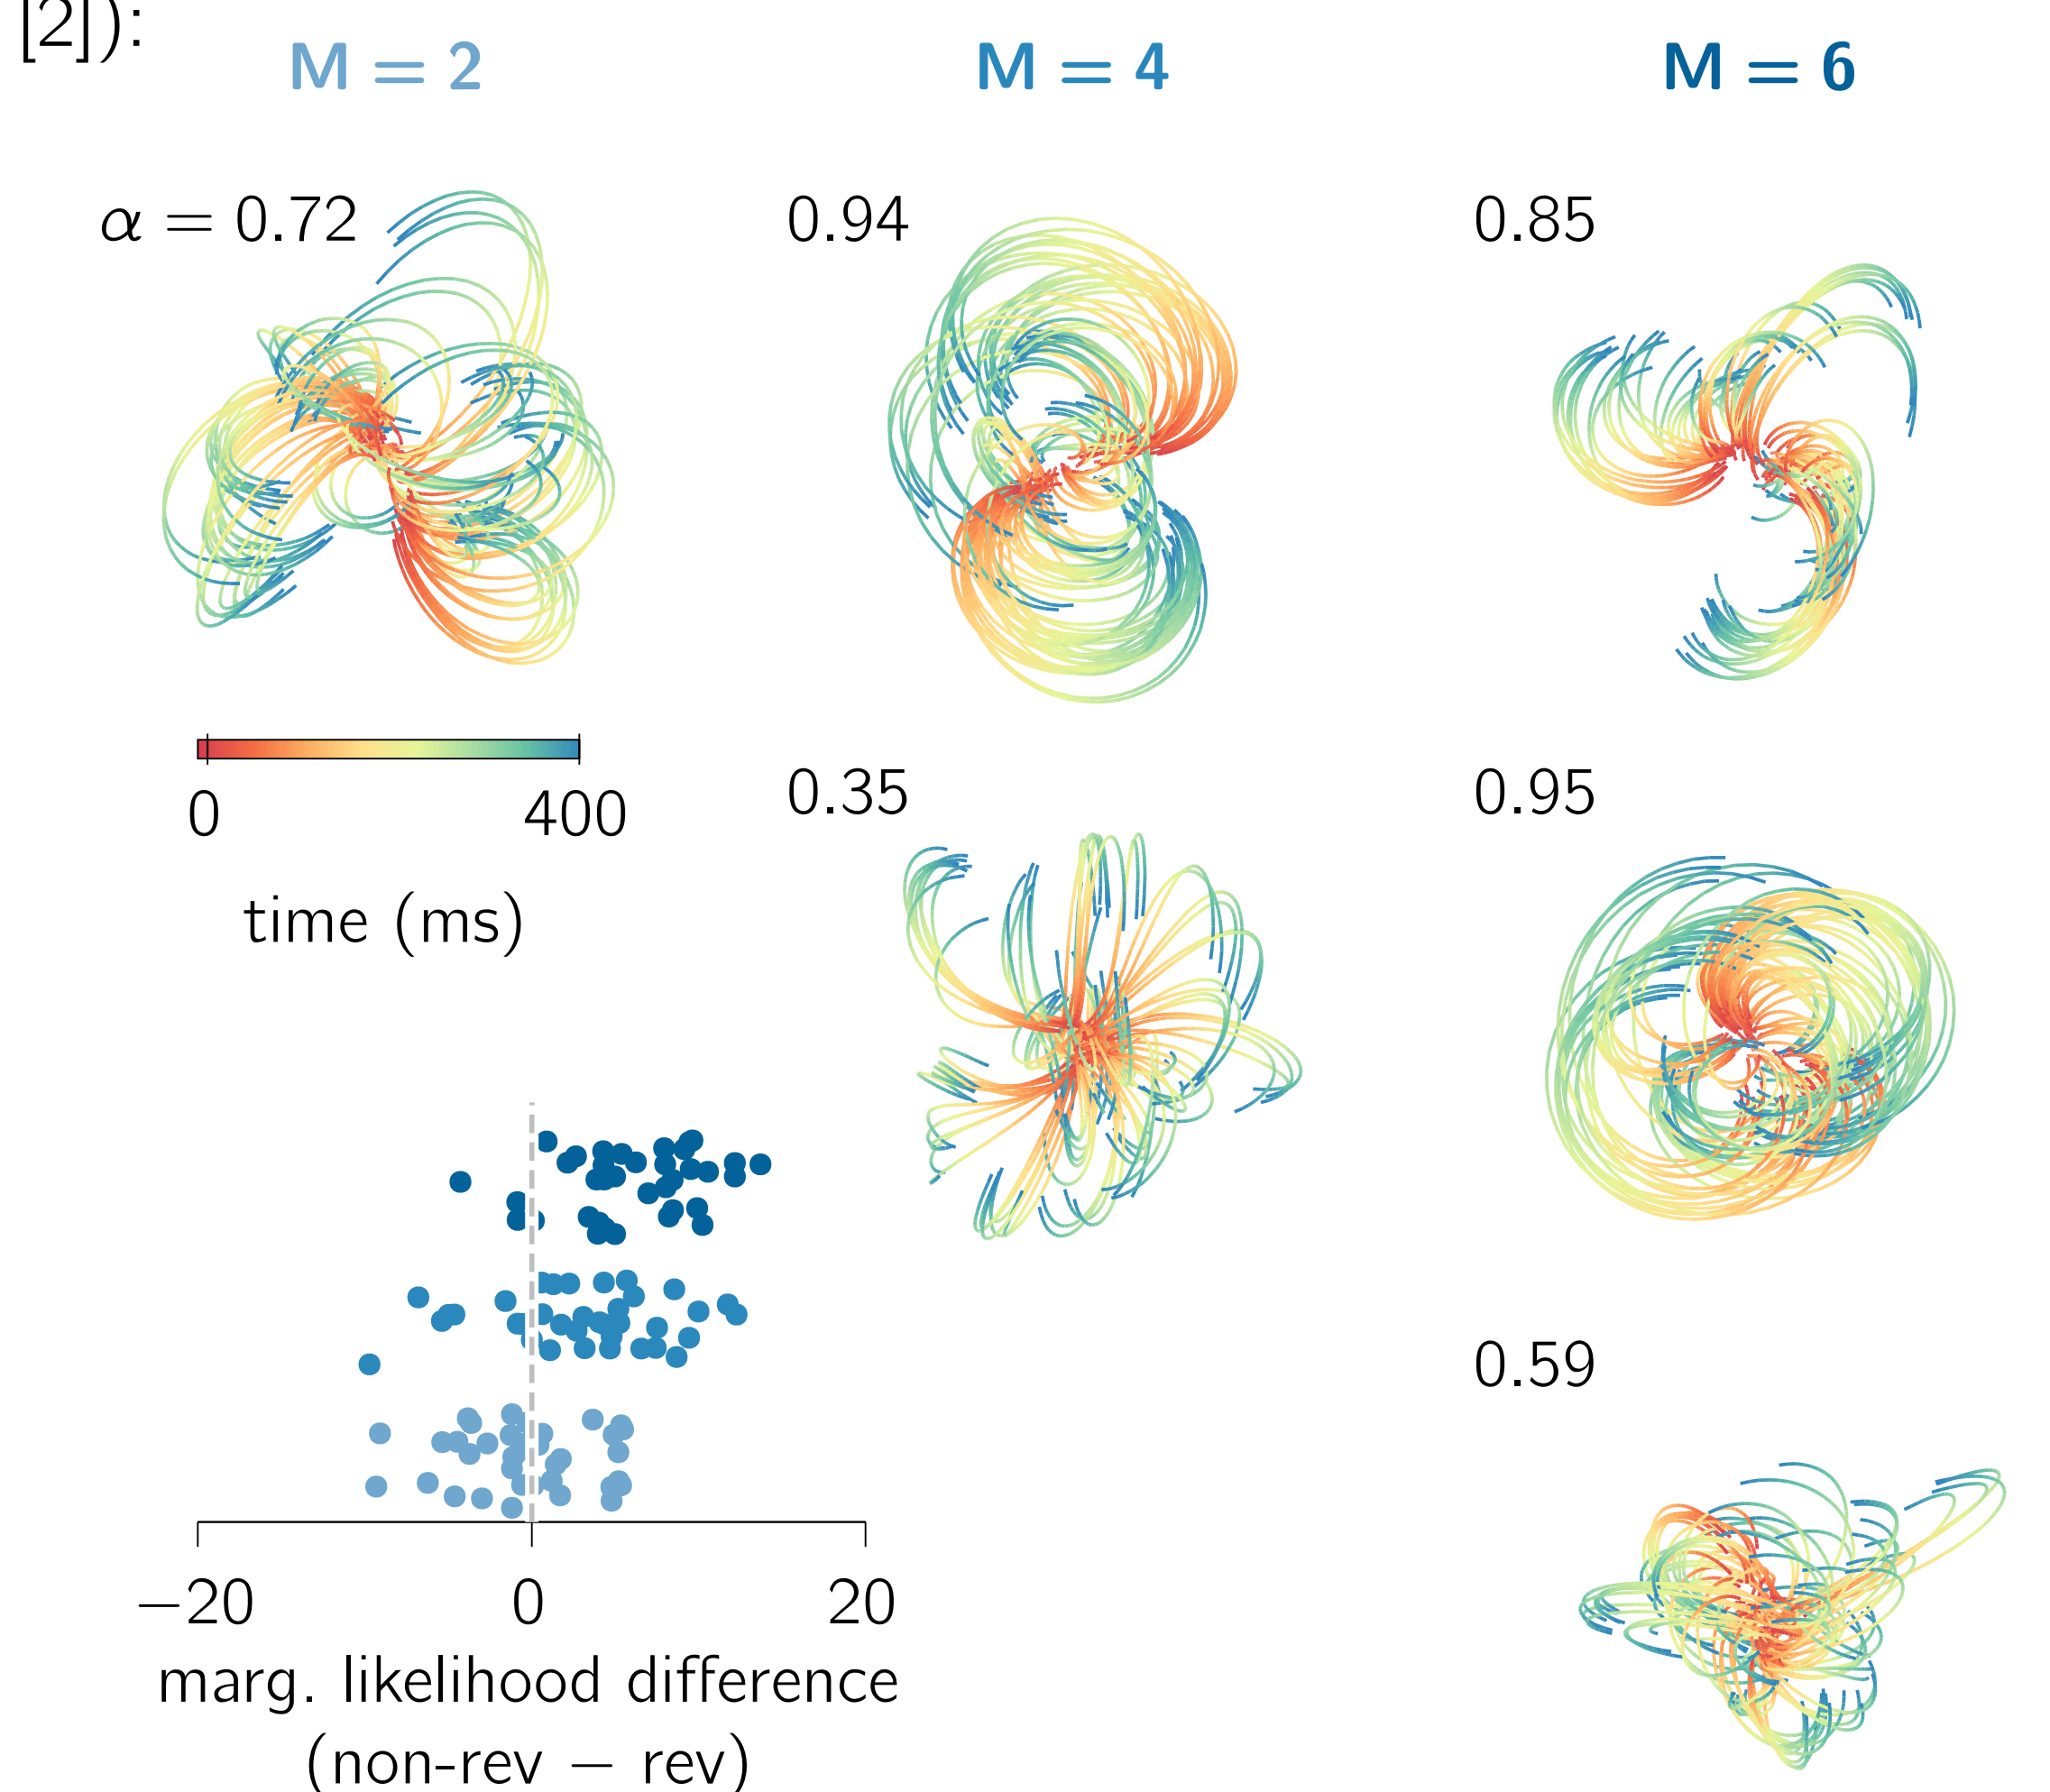 [2]):
M = 2 M = 4 M = 6
α = 0.72 0.94 0.85
0 400
time (ms)
0.35 0.95
0.59
−20 0 20
marg. likelihood difference
(non-rev − rev)